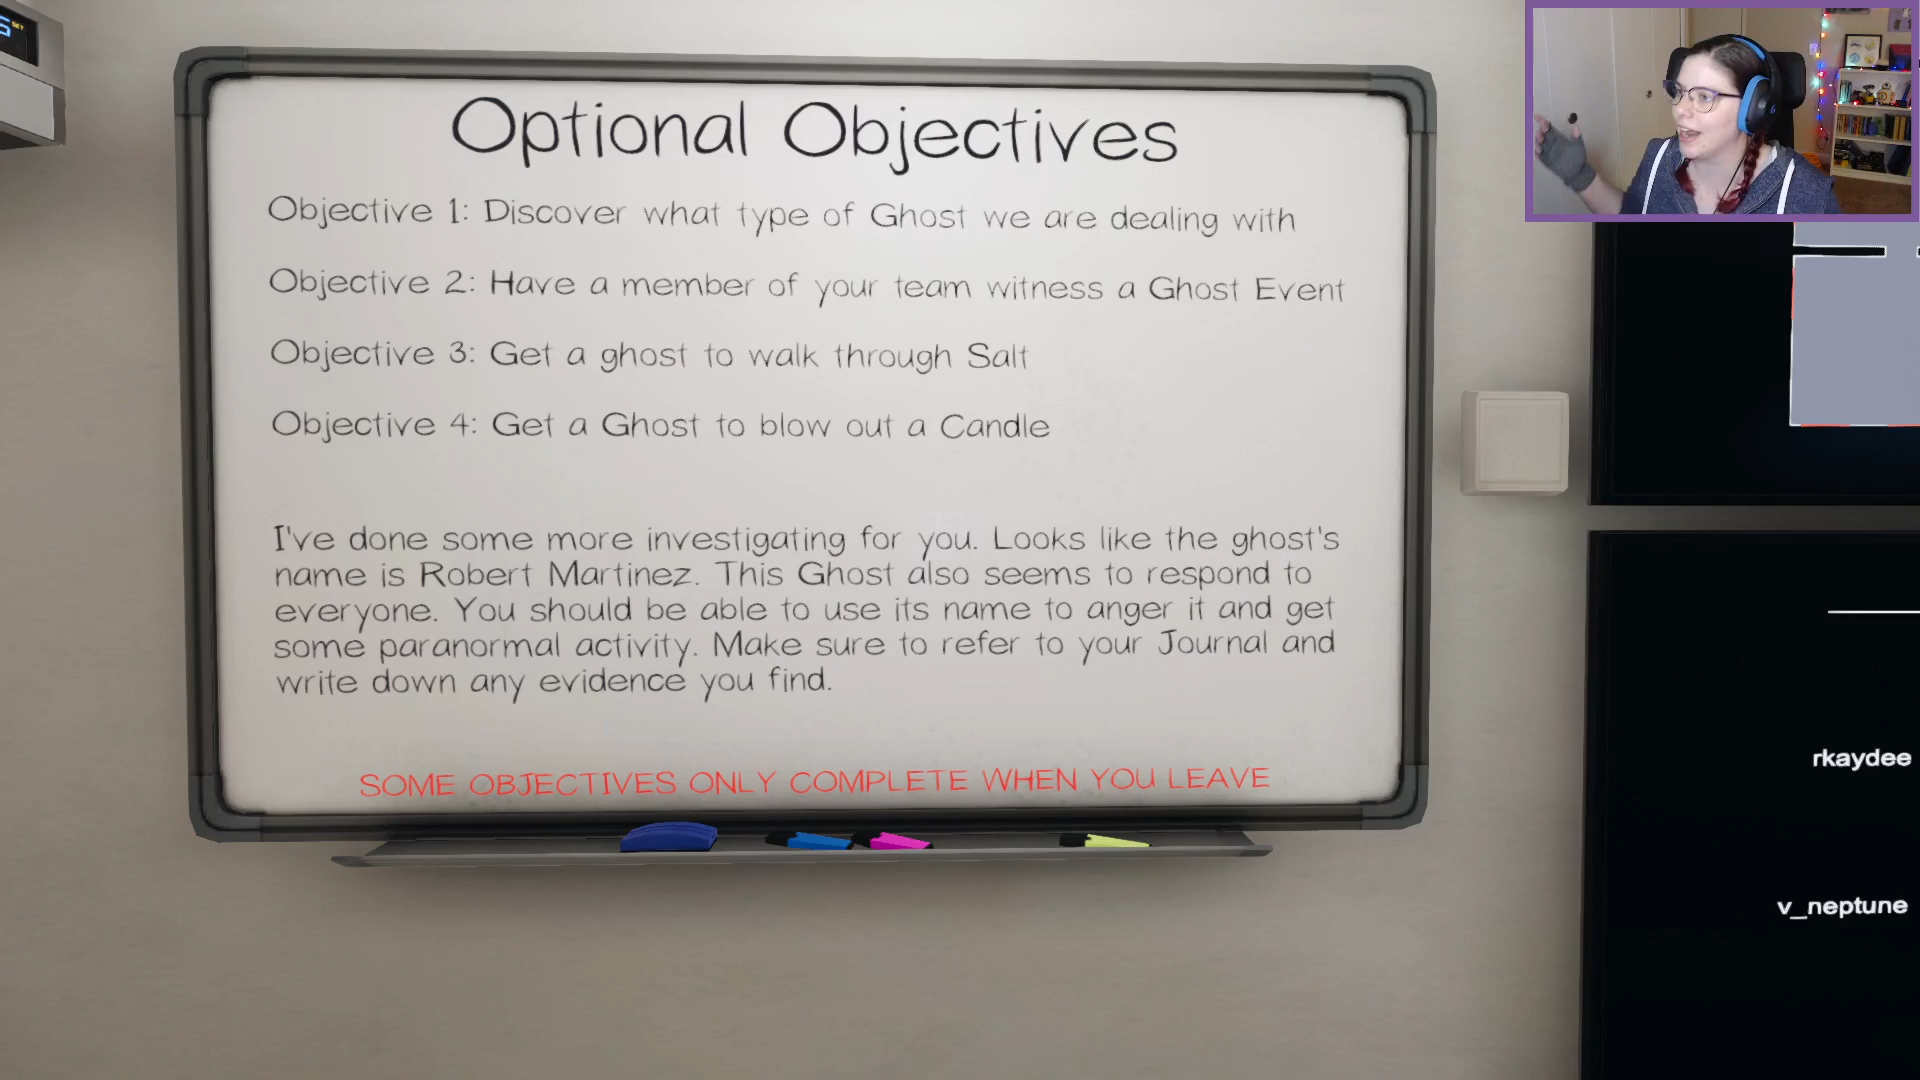 Optional Objectives
Objective 1: Discover what type of Ghost we are dealing with
Objective 2: Have a member of your team witness a Ghost Event
Objective 3: Get a ghost to walk through Salt
Objective 4: Get a Ghost to blow out a Candle
I've done some more investigating for you. Looks like the ghost's
name is Robert Martinez. This Ghost also seems to respond to
everyone. You should be able to use its name to anger it and get
some paranormal activity. Make sure to refer to your Journal and
write down any evidence you find.
SOME OBJECTIVES ONLY COMPLETE WHEN YOU LEAVE
rkaydee
v_neptune